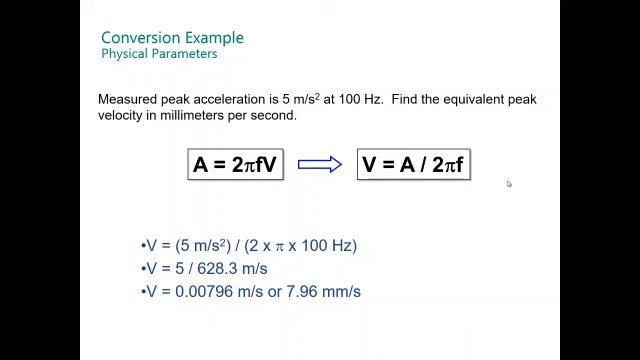 Conversion Example
Physical Parameters
Measured peak acceleration is 5 m/s² at 100 Hz. Find the equivalent peak
velocity in millimeters per second.
A = 2πfV
V = A / 2πf
•V = (5 m/s²) / (2 x π x 100 Hz)
•V = 5 / 628.3 m/s
•V = 0.00796 m/s or 7.96 mm/s